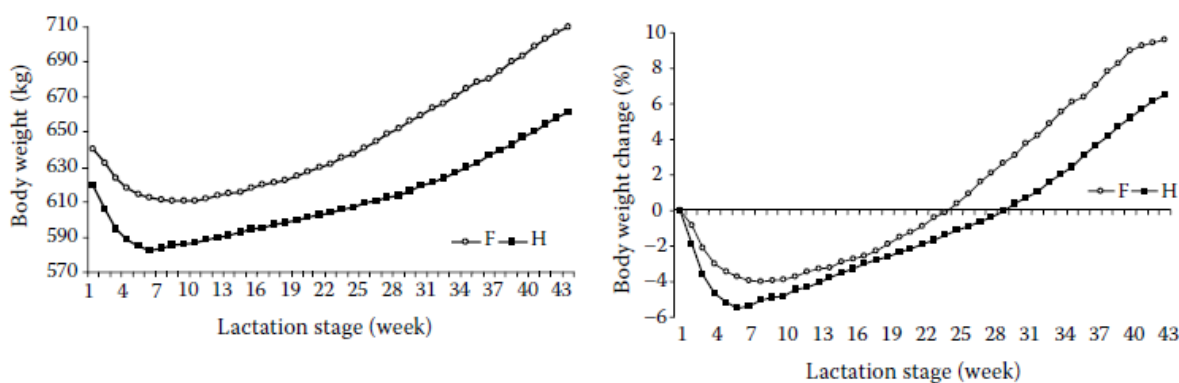 710
690
670
650
630
610
590
570
Body weight (kg)
F H
1 4 7 10 13 16 19 22 25 28 31 34 37 40 43
Lactation stage (week)
10
8
6
4
2
0
−2
−4
−6
Body weight change (%)
F H
1 4 7 10 13 16 19 22 25 28 31 34 37 40 43
Lactation stage (week)